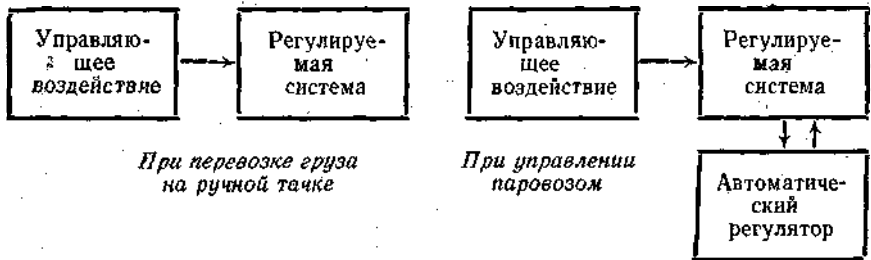 Управляю-
щее
воздействие
Регулируе-
мая
система
При перевозке груза
на ручной тачке
Управляю-
щее
воздействие
Регулируе-
мая
система
При управлении
паровозом
Автоматиче-
ский
регулятор